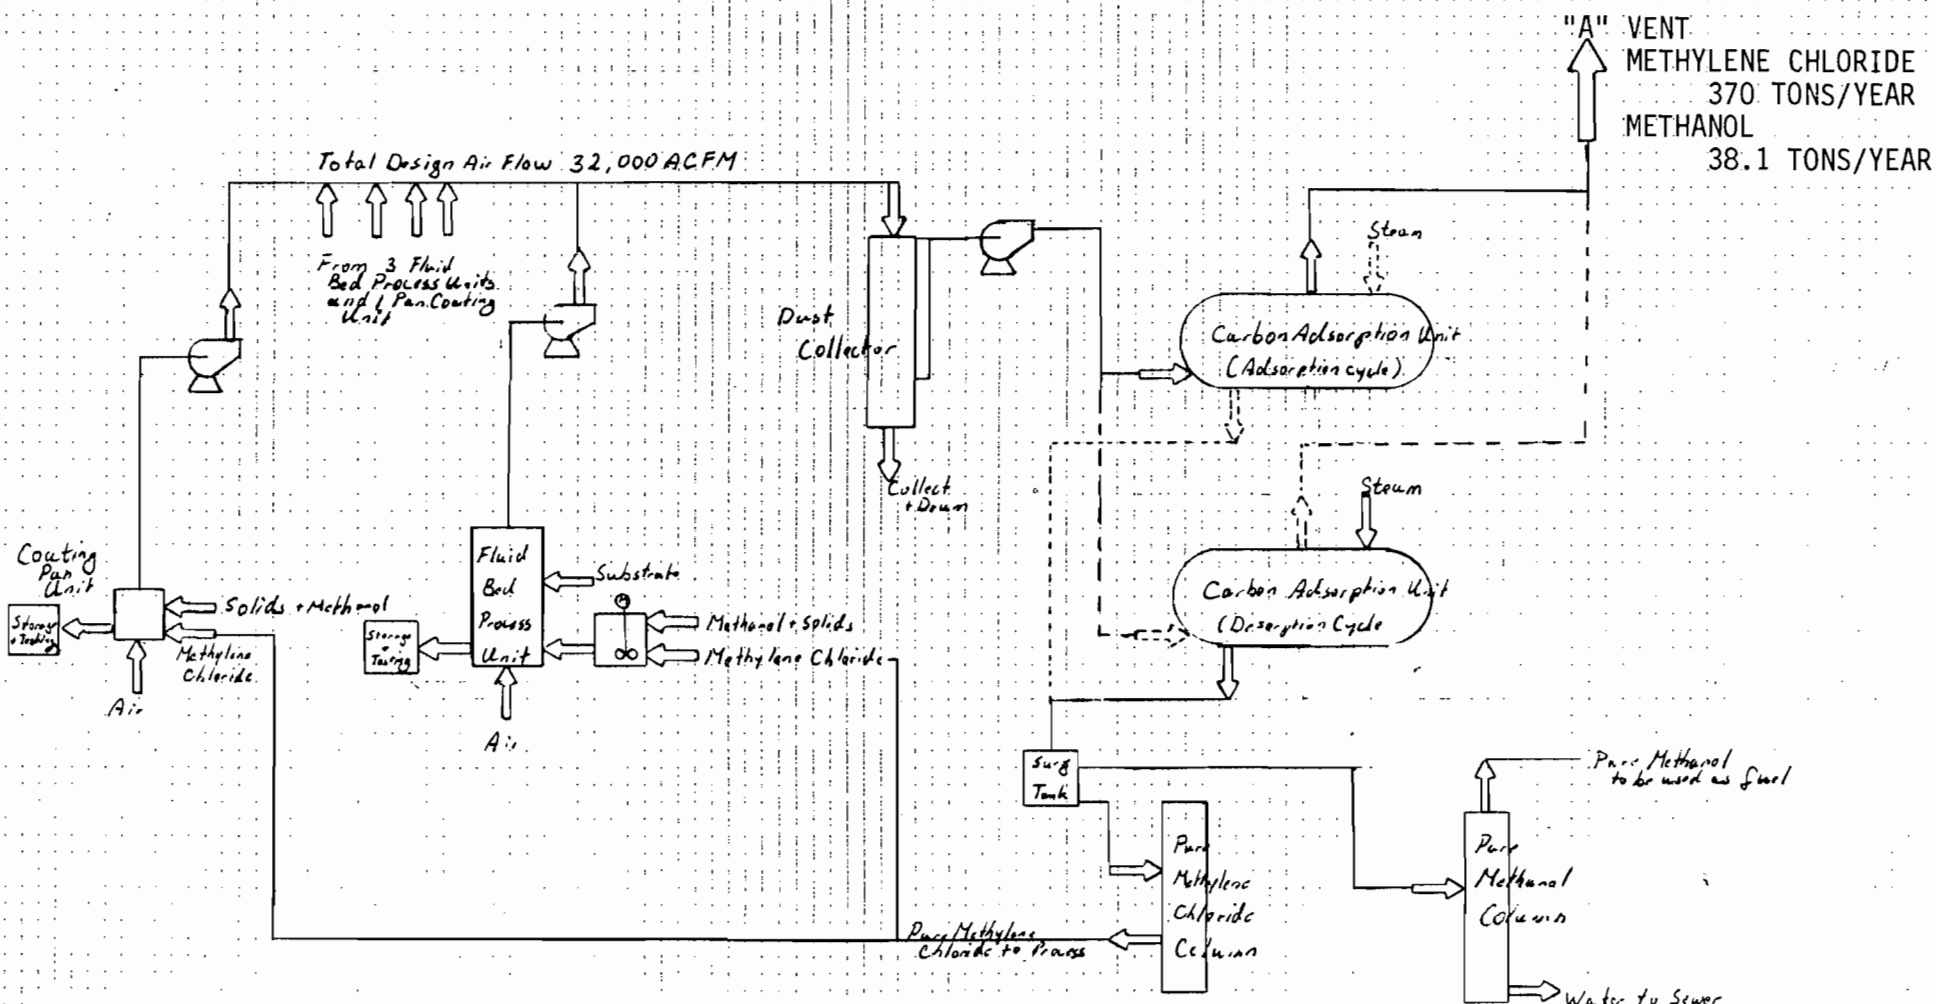 "A" VENT
METHYLENE CHLORIDE
370 TONS/YEAR
METHANOL
38.1 TONS/YEAR
Total Design Air Flow 32,000 ACFM
From 3 Fluid
Bed Process Units
and 1 Pan Coating
Unit
Dust
Collector
Collect
+ Drum
Steam
Carbon Adsorption Unit
(Adsorption cycle)
Steam
Carbon Adsorption Unit
(Desorption Cycle
Coating
Pan
Unit
Storage
+ Testing
Solids + Methanol
Methylene
Chloride
Air
Fluid
Bed
Process
Unit
Substrate
Storage
+
Testing
Methanol + Solids
Methylene Chloride
Air
Surg
Tank
Pure
Methylene
Chloride
Column
Pure Methylene
Chloride to Process
Pure Methanol
to be used as fuel
Pure
Methanol
Column
Water to Sewer